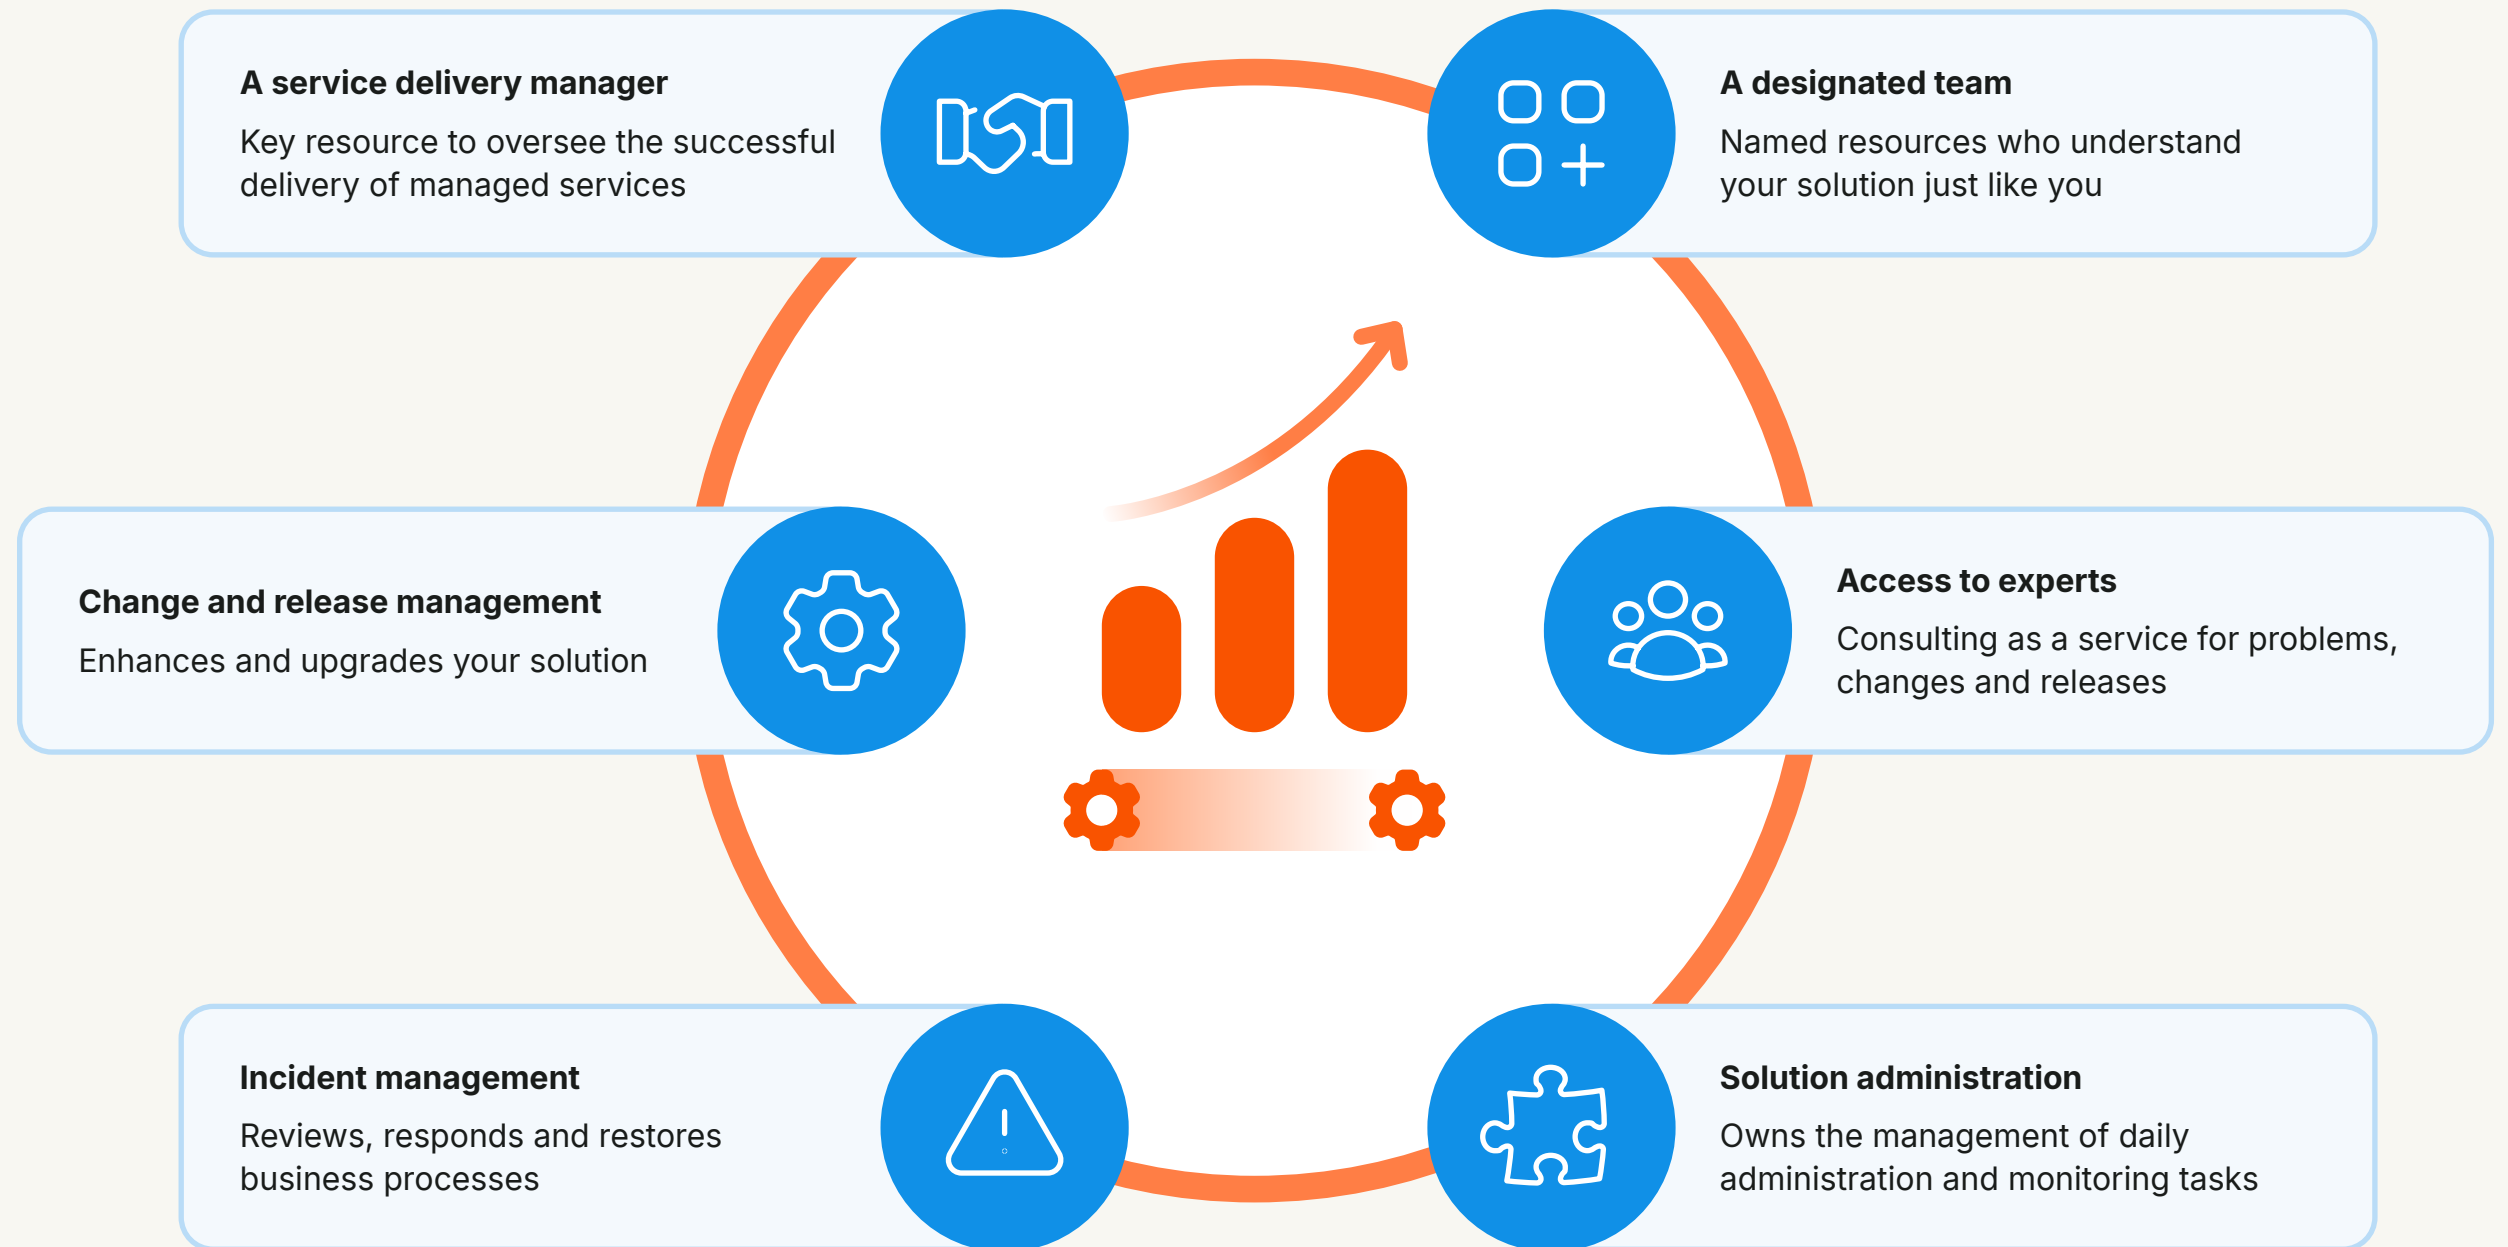 A service delivery manager
Key resource to oversee the successful
delivery of managed services
A designated team
Named resources who understand
your solution just like you
Change and release management
Enhances and upgrades your solution
Access to experts
Consulting as a service for problems,
changes and releases
Incident management
Reviews, responds and restores
business processes
Solution administration
Owns the management of daily
administration and monitoring tasks